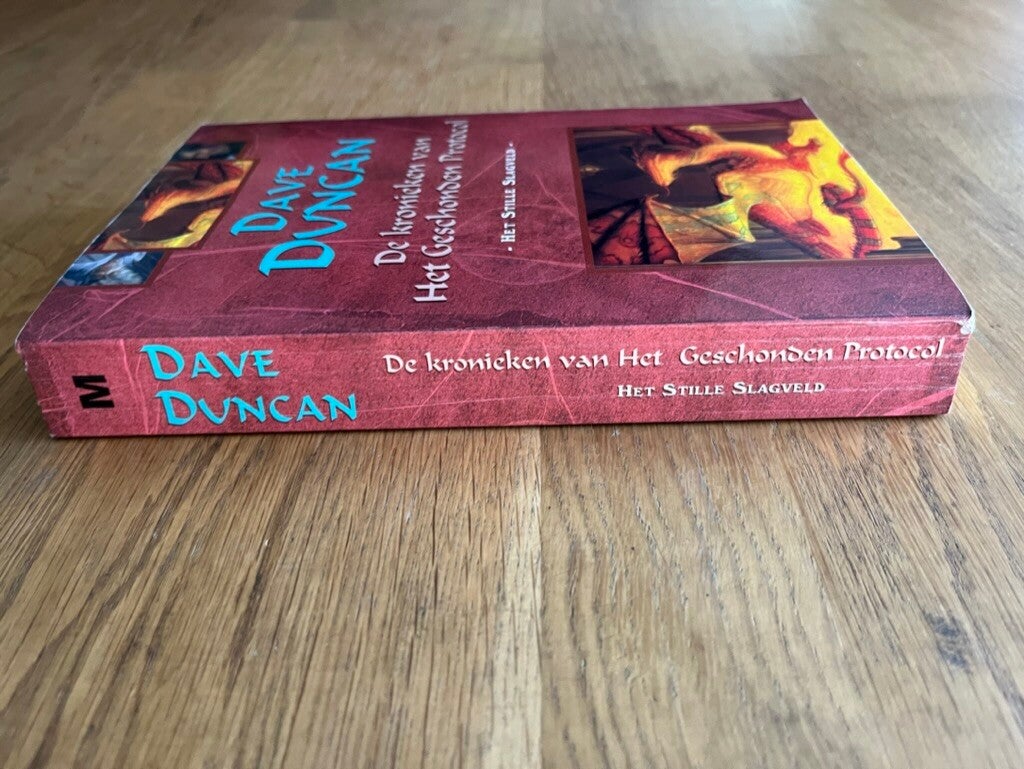 DAVE
DUNCAN
De kronieken van
Het Geschonden Protocol
- HET STILLE SLAGVELD -
M
DAVE
DUNCAN
De kronieken van Het Geschonden Protocol
HET STILLE SLAGVELD